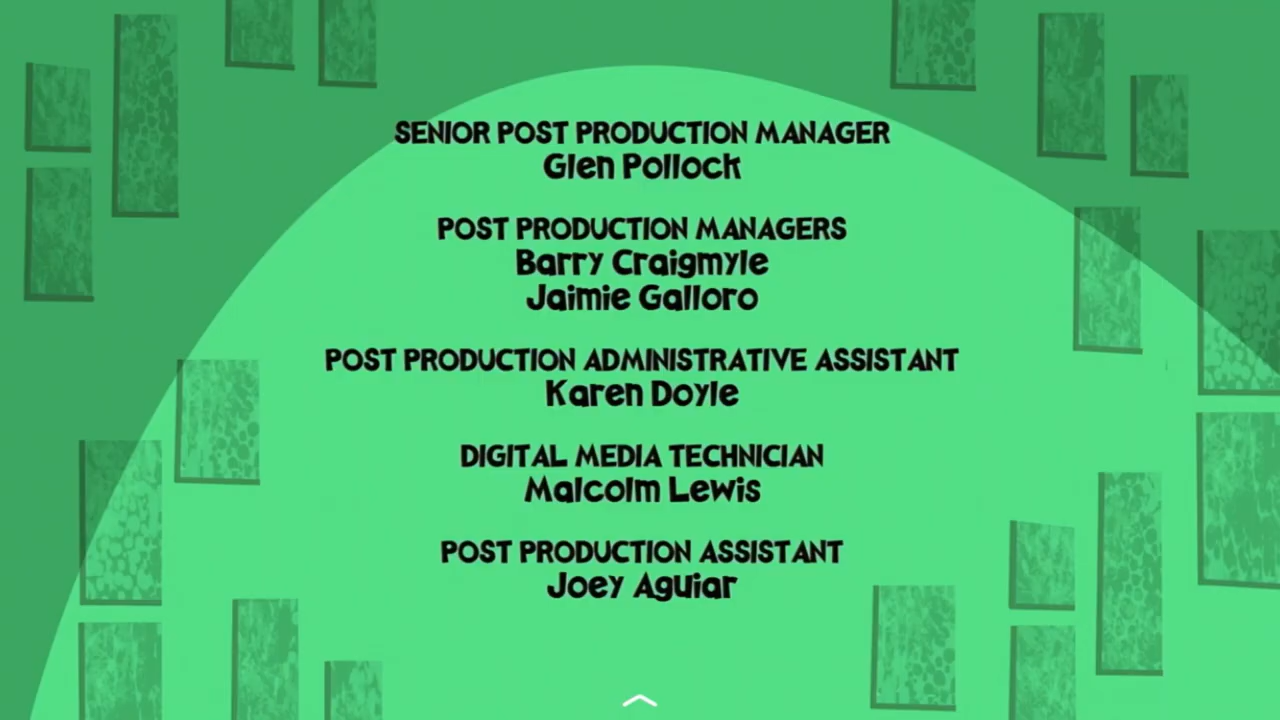 SENIOR POST PRODUCTION MANAGER
Glen Pollock
POST PRODUCTION MANAGERS
Barry Craigmyle
Jaimie Galloro
POST PRODUCTION ADMINISTRATIVE ASSISTANT
Karen Doyle
DIGITAL MEDIA TECHNICIAN
Malcolm Lewis
POST PRODUCTION ASSISTANT
Joey Aguiar